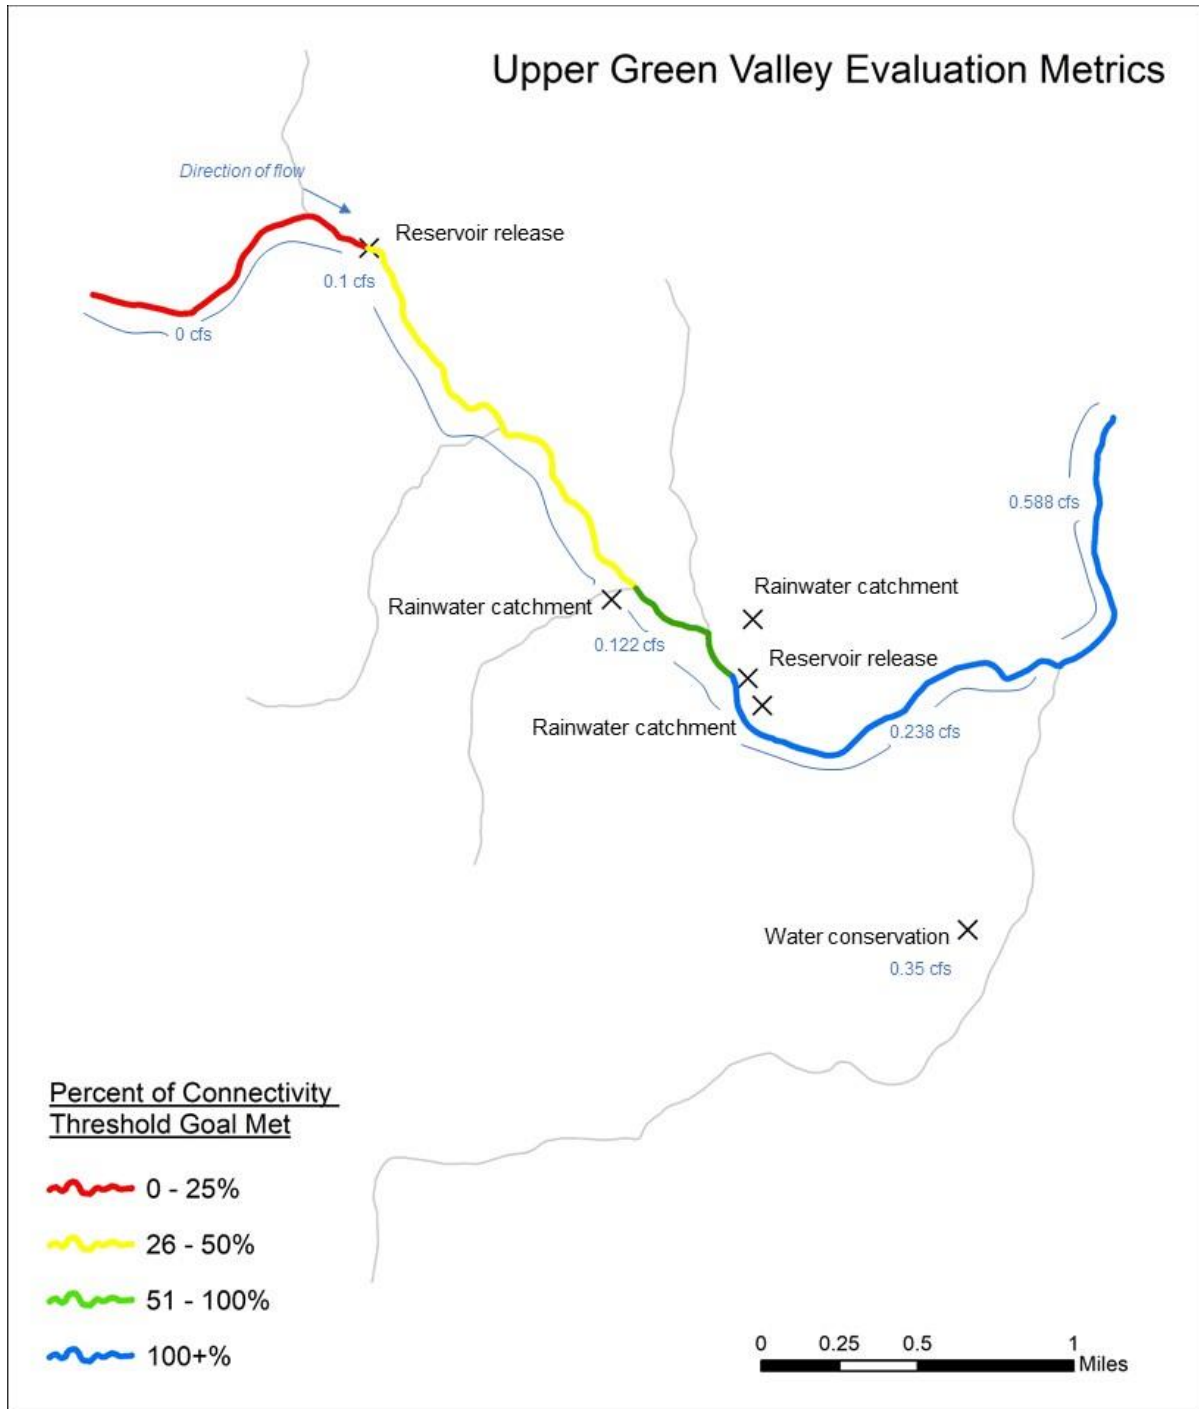 Upper Green Valley Evaluation Metrics
Direction of flow
Reservoir release
0.1 cfs
0 cfs
0.588 cfs
Rainwater catchment
Rainwater catchment
0.122 cfs
Reservoir release
Rainwater catchment
0.238 cfs
Water conservation
0.35 cfs
Percent of Connectivity
Threshold Goal Met
0 - 25%
26 - 50%
51 - 100%
100+%
0 0.25 0.5 1
Miles